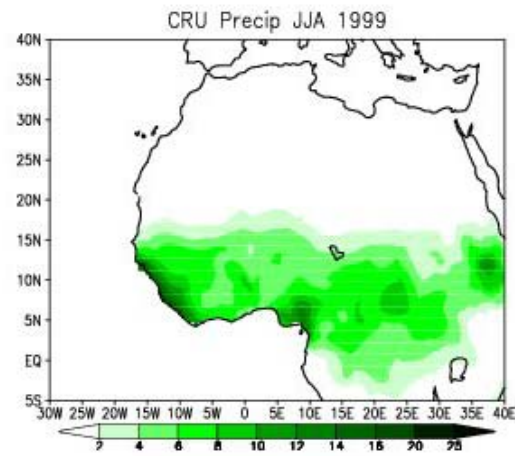 CRU Precip JJA 1999
40N
35N
30N
25N
20N
15N
10N
5N
EQ
5S
30W 25W 20W 15W 10W 5W 0 5E 10E 15E 20E 25E 30E 35E 40E
2 4 6 8 10 12 14 16 20 25